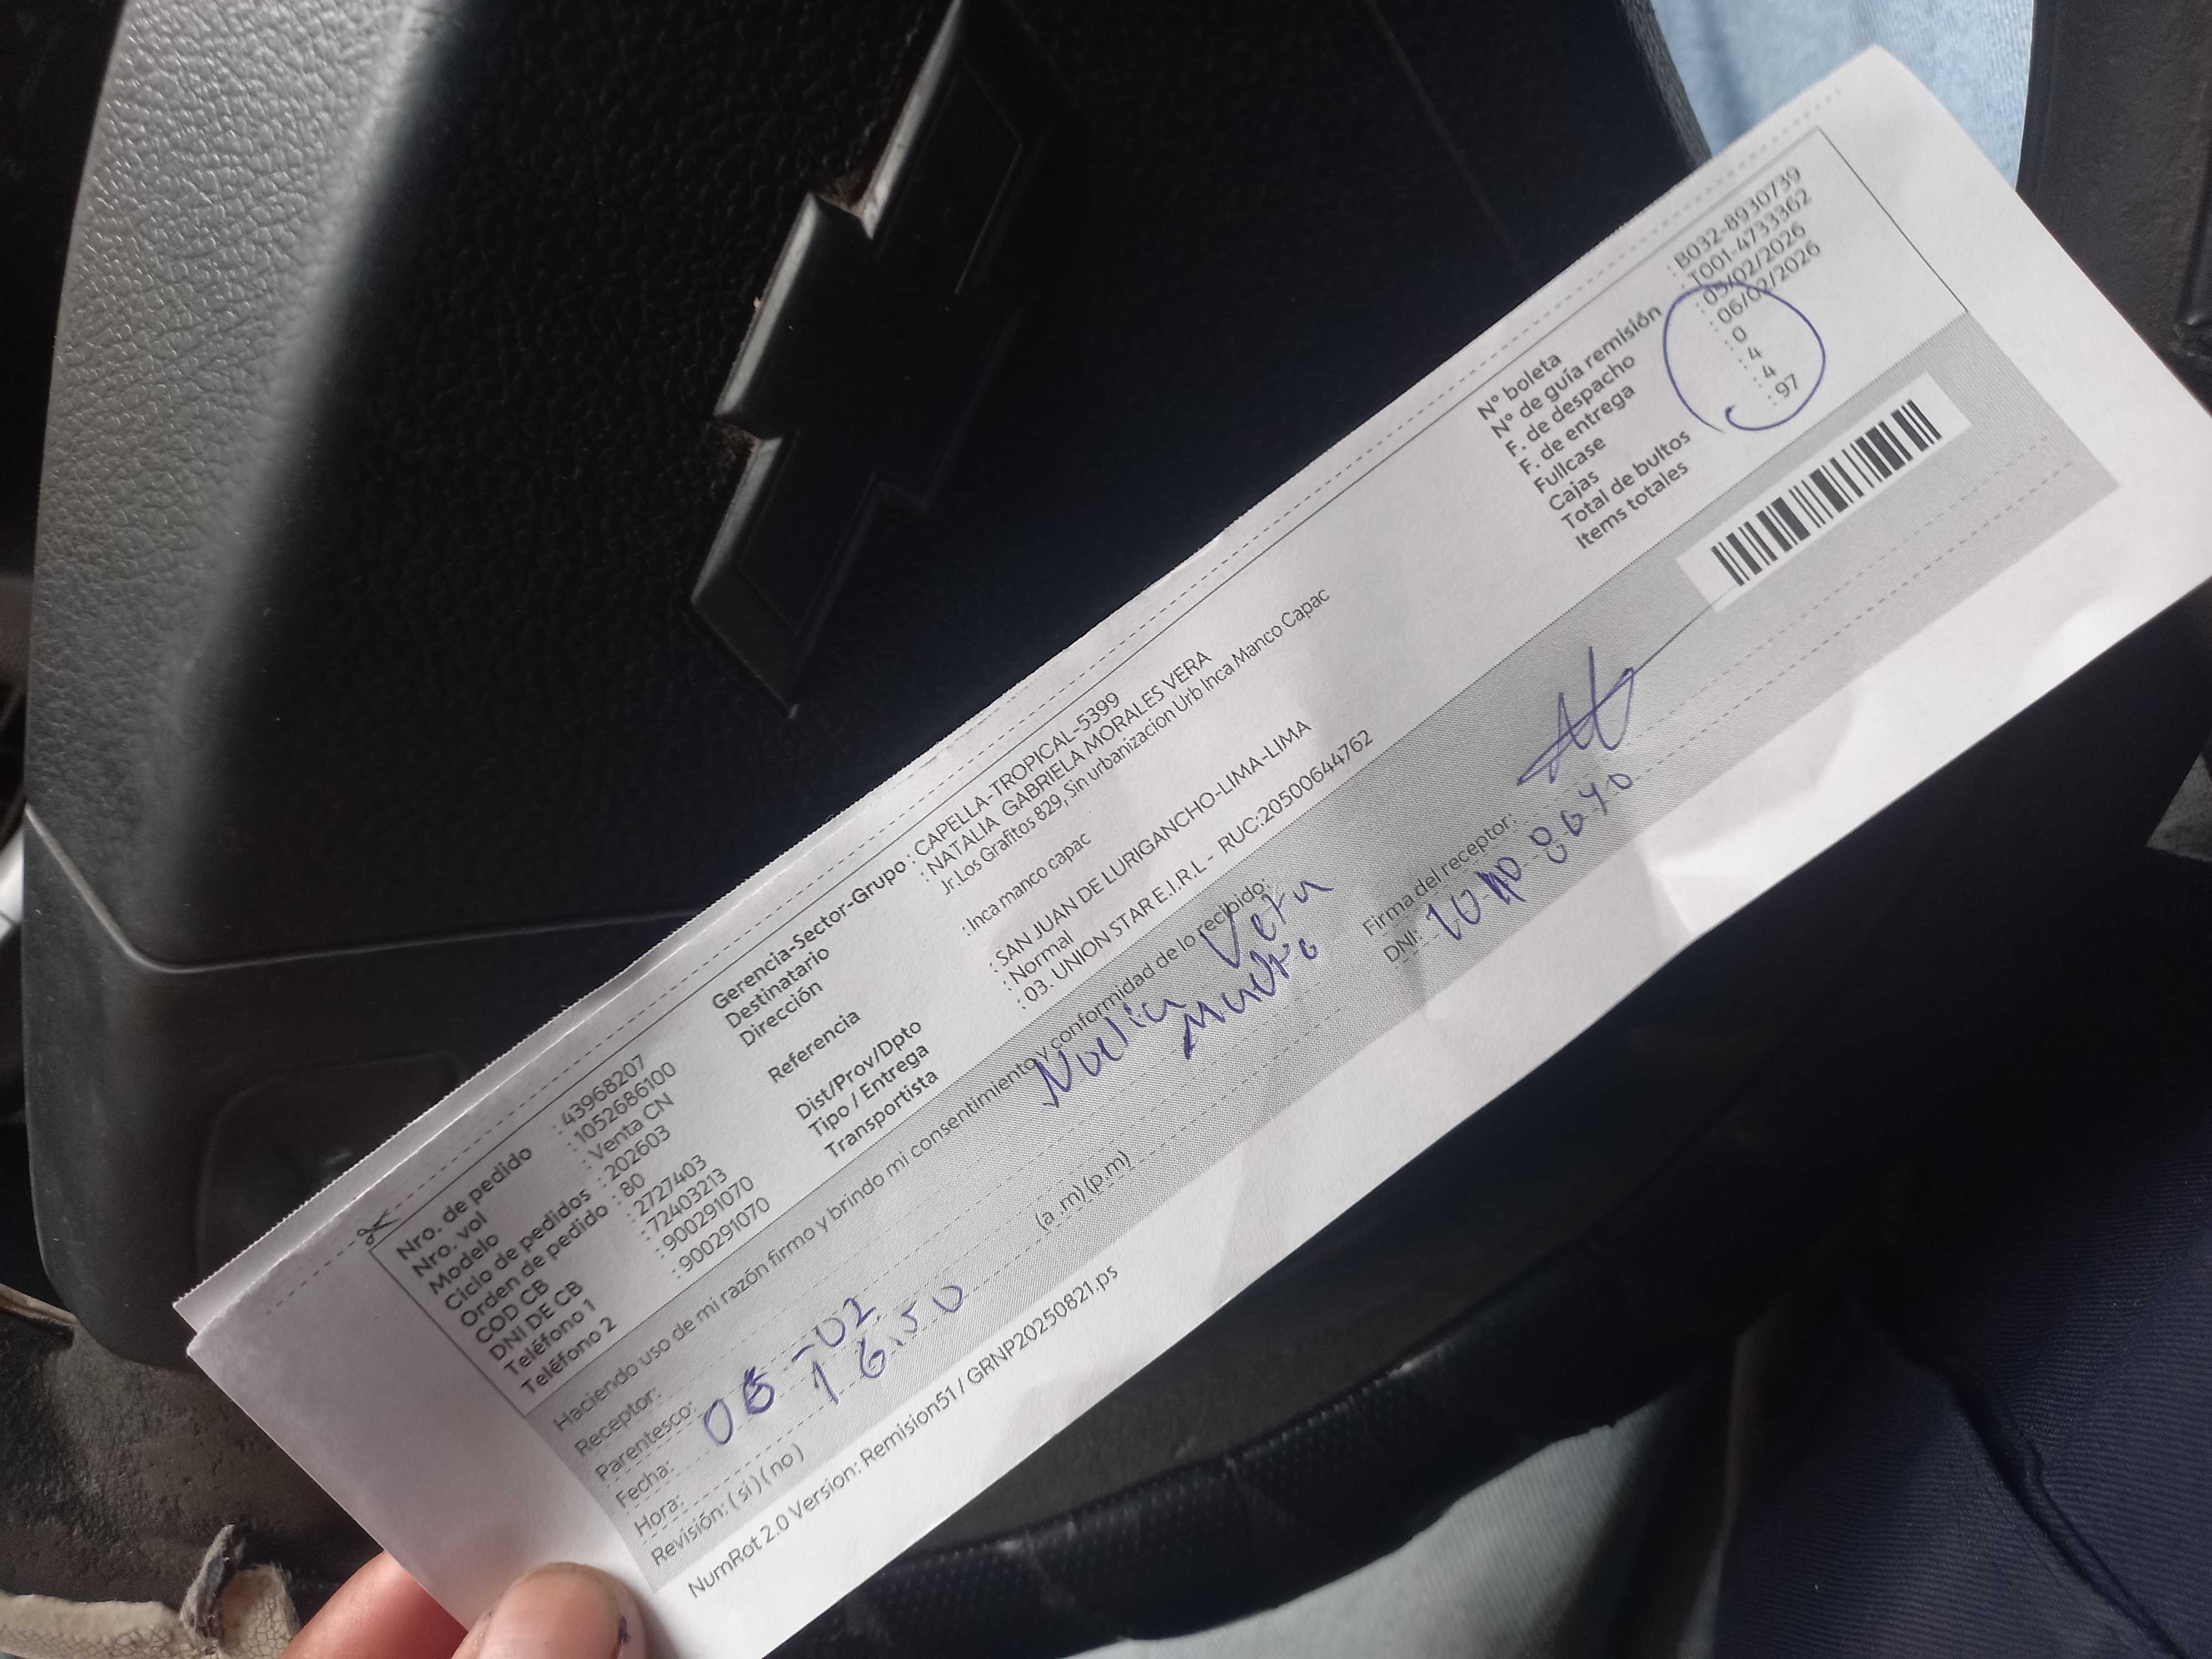 Nro. de pedido : 43968207
Nro. vol : 1052686100
Modelo : Venta CN
Ciclo de pedidos : 202603
Orden de pedido : 80
COD CB : 2727403
DNI DE CB : 72403213
Teléfono 1 : 900291070
Teléfono 2 : 900291070
Gerencia-Sector-Grupo : CAPELLA-TROPICAL-5399
Destinatario : NATALIA GABRIELA MORALES VERA
Dirección Jr.Los Grafitos 829, Sin urbanizacion Urb Inca Manco Capac
Referencia : Inca manco capac
Dist/Prov/Dpto : SAN JUAN DE LURIGANCHO-LIMA-LIMA
Tipo / Entrega : Normal
Transportista : 03. UNION STAR E.I.R.L - RUC:20500644762
N° boleta : B032-8930739
N° de guía remisión : T001-4733362
F. de despacho : 05/02/2026
F. de entrega : 06/02/2026
Fullcase : 0
Cajas : 4
Total de bultos : 4
Items totales : 97
Haciendo uso de mi razón firmo y brindo mi consentimiento y conformidad de lo recibido:
Receptor: Vera
Parentesco:
Fecha: 06-02
Hora: 16.50 (a .m) (p.m)
Revisión: (si) (no)
Firma del receptor:
DNI:
NumRot 2.0 Version: Remision51 / GRNP20250821.ps